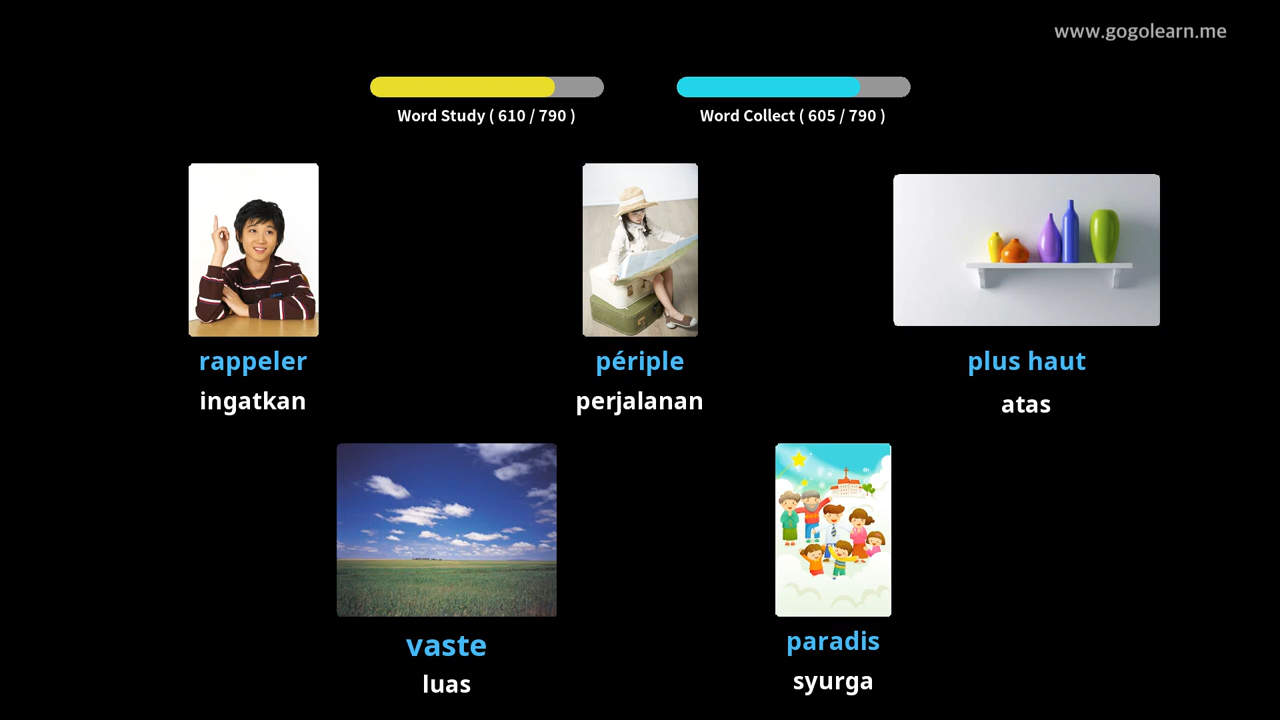 www.gogolearn.me
Word Study ( 610 / 790 )
Word Collect ( 605 / 790 )
rappeler
ingatkan
périple
perjalanan
plus haut
atas
vaste
luas
paradis
syurga